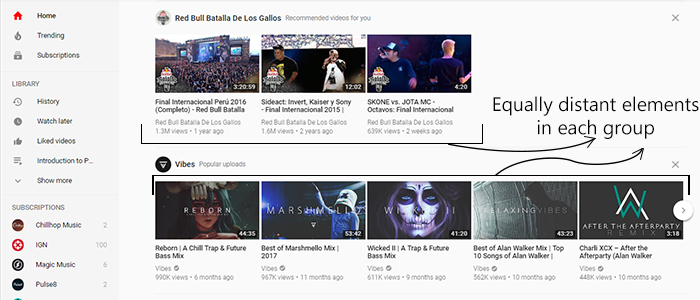 Home
Trending
Subscriptions
LIBRARY
History
Watch later
Liked videos
Introduction to P...
Show more
SUBSCRIPTIONS
Chillhop Music 2
IGN 100
Magic Music 6
Pulse8 2
Red Bull Batalla De Los Gallos Recommended videos for you
3:20:59
12:02
4:20
Final Internacional Perú 2016
(Completo) - Red Bull Batalla
Red Bull Batalla De Los Gallos
1.3M views • 1 year ago
Sideact: Invert, Kaiser y Sony
- Final Internacional 2015 |
Red Bull Batalla De Los Gallos
1.6M views • 2 years ago
SKONE vs. JOTA MC -
Octavos: Final Internacional
Red Bull Batalla De Los Gallos
639K views • 2 weeks ago
Equally distant elements
in each group
Vibes Popular uploads
REBORN
44:35
MARSHMELLO
53:42
WICKED II
41:44
RELAXINGVIBES
43:23
AFTER THE AFTERPARTY
REMIX
3:18
Reborn | A Chill Trap & Future
Bass Mix
Vibes
990K views • 6 months ago
Best of Marshmello Mix |
2017
Vibes
967K views • 11 months ago
Wicked II | A Trap & Future
Bass Mix
Vibes
611K views • 9 months ago
Best of Alan Walker Mix | Top
10 Songs of Alan Walker |
Vibes
562K views • 10 months ago
Charli XCX – After the
Afterparty (Alan Walker
Vibes
448K views • 10 months ago